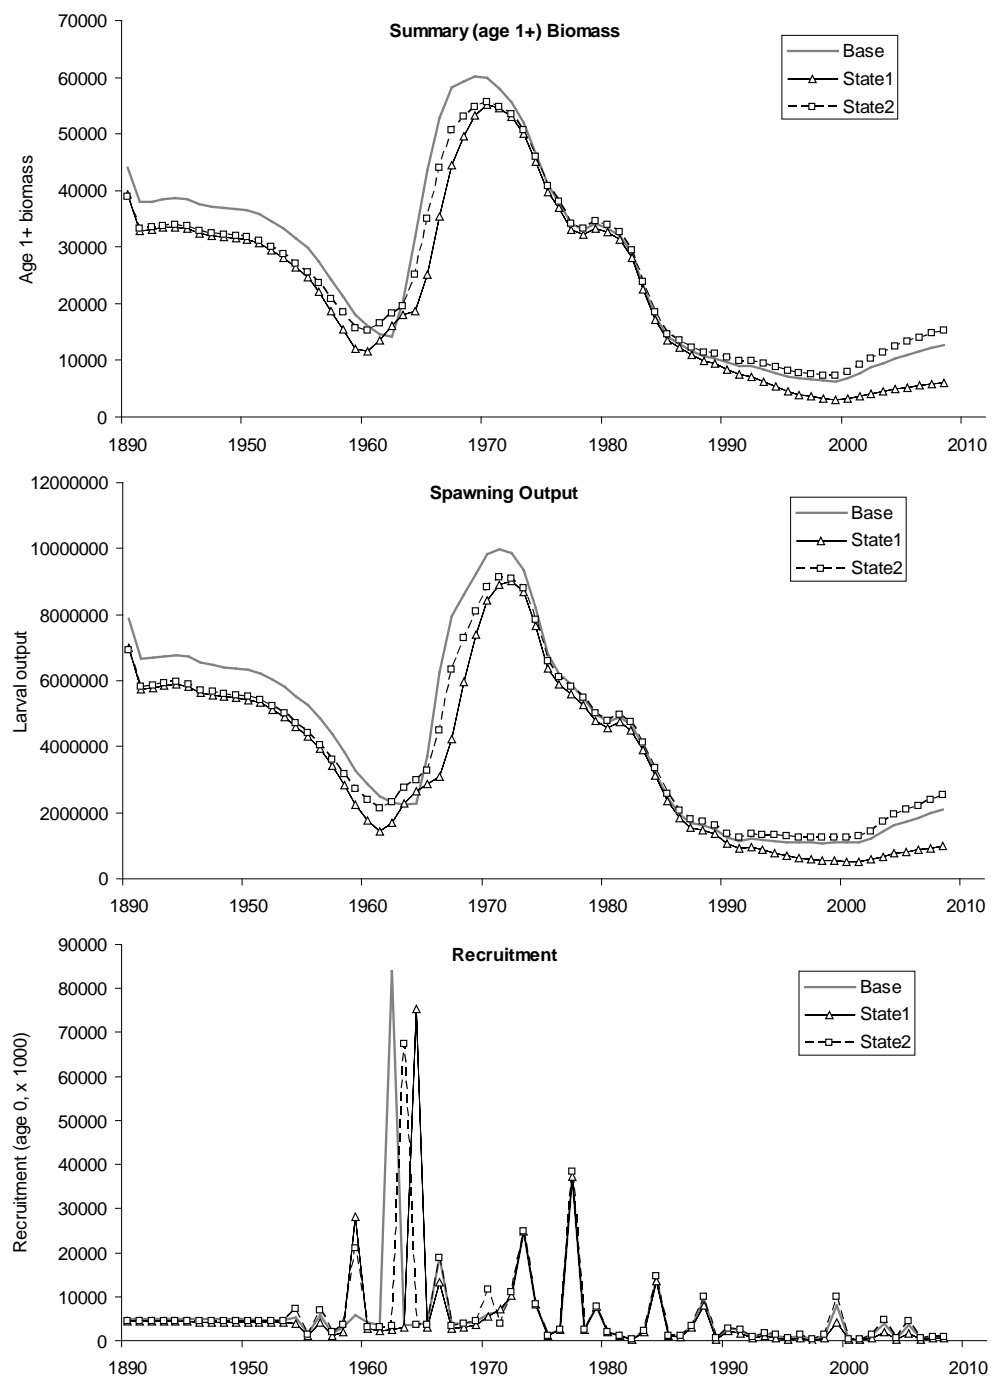 Summary (age 1+) Biomass
Age 1+ biomass
70000
60000
50000
40000
30000
20000
10000
0
1890 1950 1960 1970 1980 1990 2000 2010
Base
State1
State2
Spawning Output
Larval output
12000000
10000000
8000000
6000000
4000000
2000000
0
1890 1950 1960 1970 1980 1990 2000 2010
Base
State1
State2
Recruitment
Recruitment (age 0, x 1000)
90000
80000
70000
60000
50000
40000
30000
20000
10000
0
1890 1950 1960 1970 1980 1990 2000 2010
Base
State1
State2